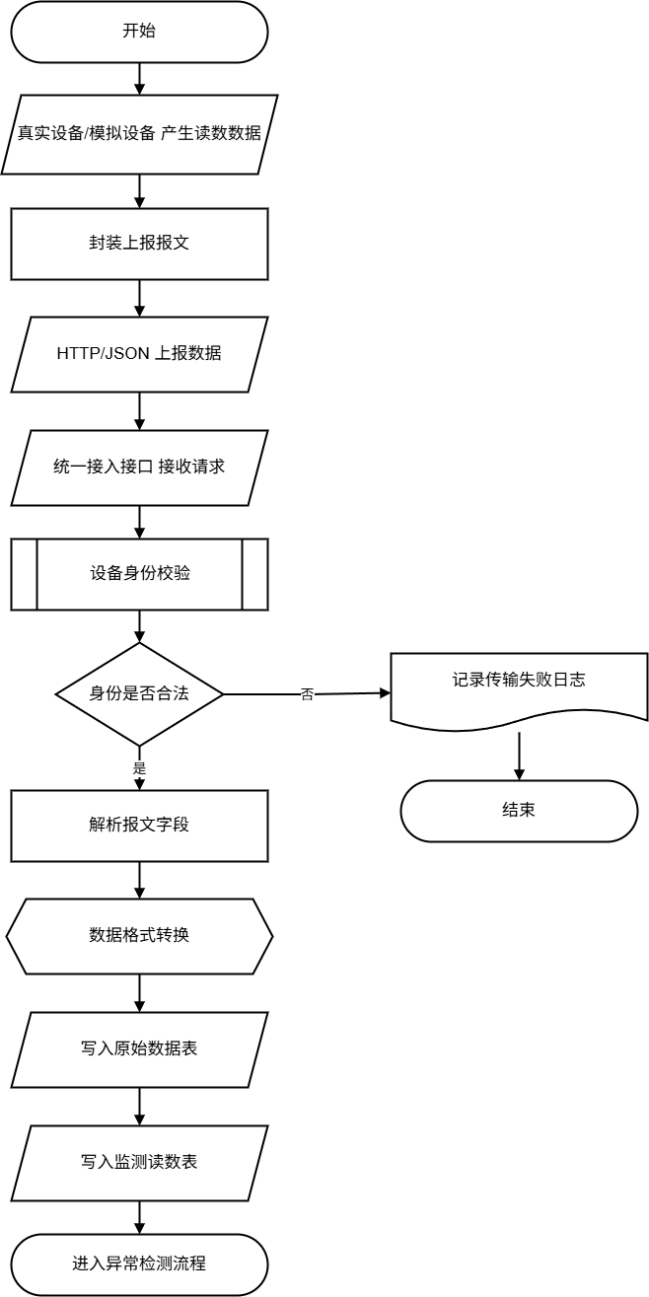 开始
真实设备/模拟设备 产生读数数据
封装上报报文
HTTP/JSON 上报数据
统一接入接口 接收请求
设备身份校验
身份是否合法
否
记录传输失败日志
结束
是
解析报文字段
数据格式转换
写入原始数据表
写入监测读数表
进入异常检测流程